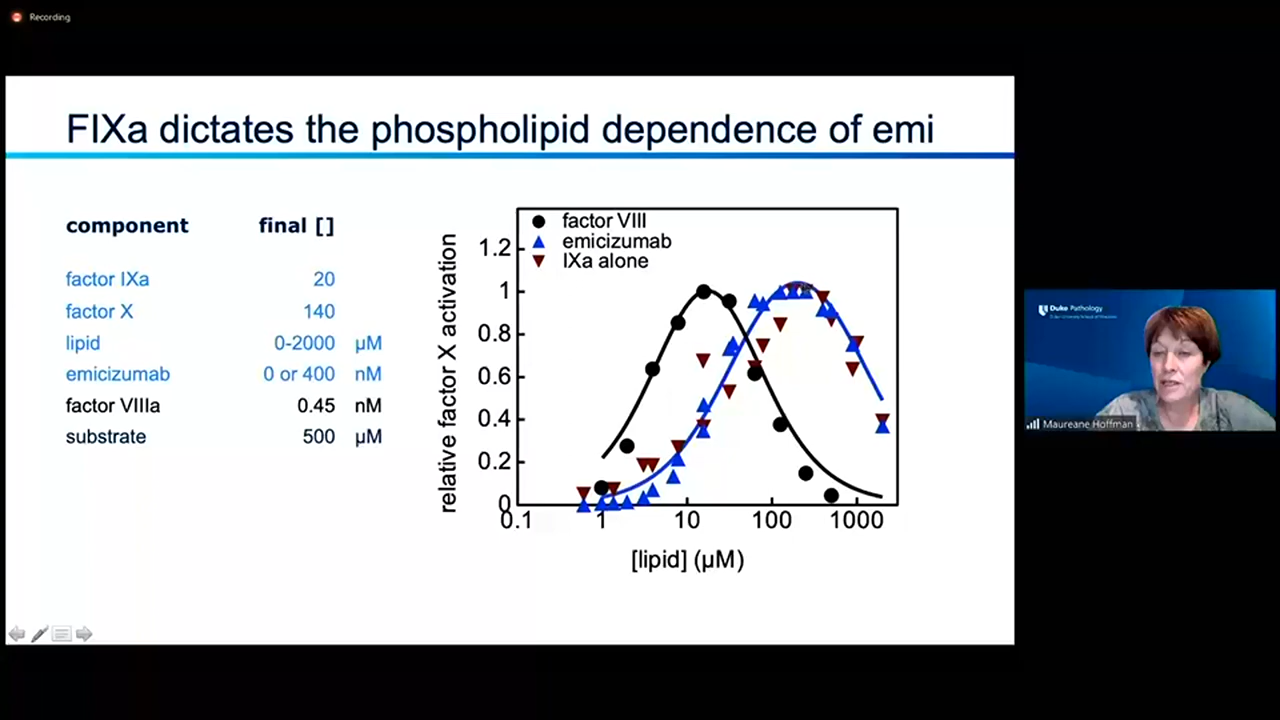 Recording
FIXa dictates the phospholipid dependence of emi
component final []
factor IXa 20
factor X 140
lipid 0-2000 µM
emicizumab 0 or 400 nM
factor VIIIa 0.45 nM
substrate 500 µM
factor VIII
emicizumab
IXa alone
relative factor X activation
1.2
1
0.8
0.6
0.4
0.2
0
0.1 1 10 100 1000
[lipid] (µM)
Duke Pathology
Maureane Hoffman